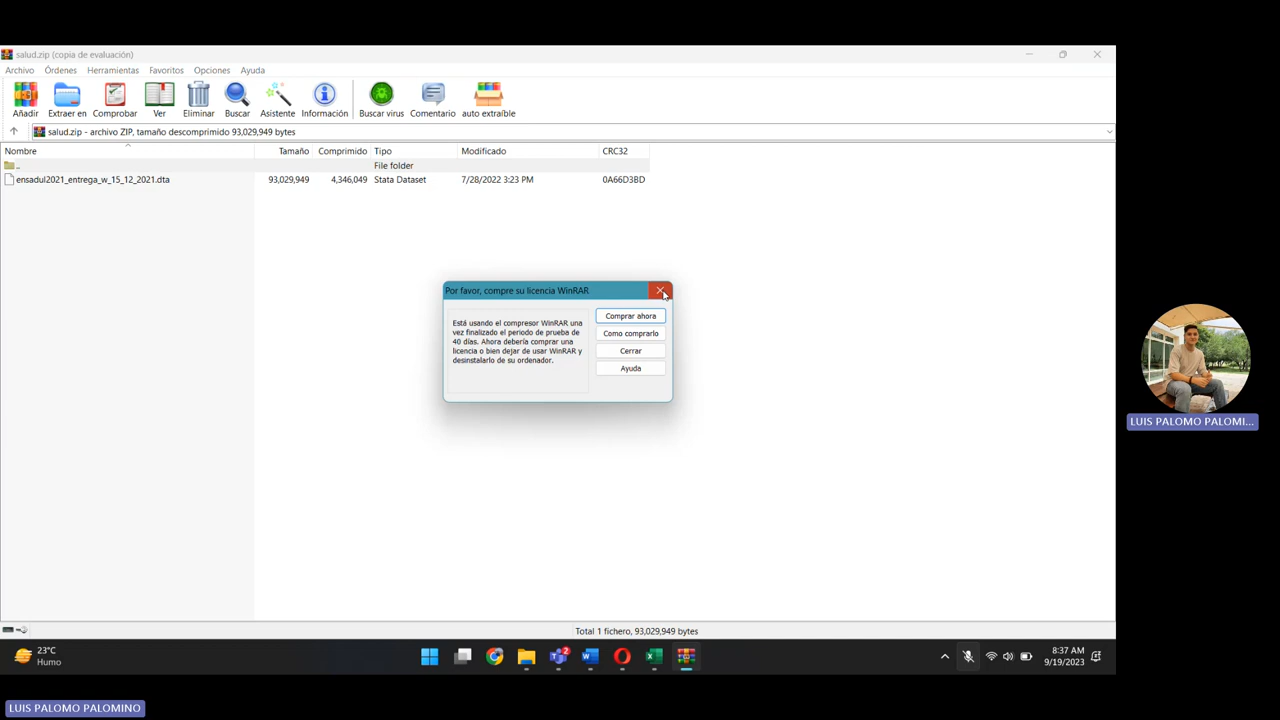 salud.zip (copia de evaluación)
Archivo Órdenes Herramientas Favoritos Opciones Ayuda
Añadir Extraer en Comprobar Ver Eliminar Buscar Asistente Información Buscar virus Comentario auto extraíble
salud.zip - archivo ZIP, tamaño descomprimido 93,029,949 bytes
Nombre Tamaño Comprimido Tipo Modificado CRC32
.. File folder
ensadul2021_entrega_w_15_12_2021.dta 93,029,949 4,346,049 Stata Dataset 7/28/2022 3:23 PM 0A66D3BD
Por favor, compre su licencia WinRAR
Está usando el compresor WinRAR una
vez finalizado el periodo de prueba de
40 días. Ahora debería comprar una
licencia o bien dejar de usar WinRAR y
desinstalarlo de su ordenador.
Comprar ahora
Como comprarlo
Cerrar
Ayuda
LUIS PALOMO PALOMI...
Total 1 fichero, 93,029,949 bytes
23°C
Humo
2
8:37 AM
9/19/2023
LUIS PALOMO PALOMINO